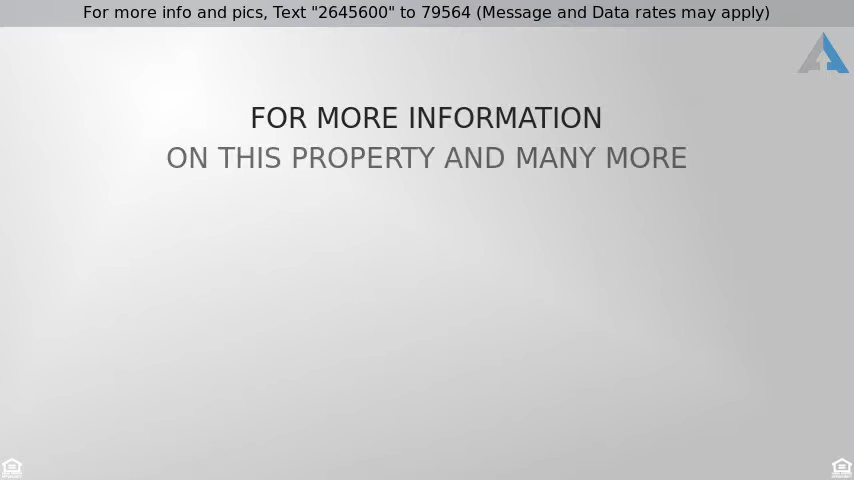 For more info and pics, Text "2645600" to 79564 (Message and Data rates may apply)
FOR MORE INFORMATION
ON THIS PROPERTY AND MANY MORE